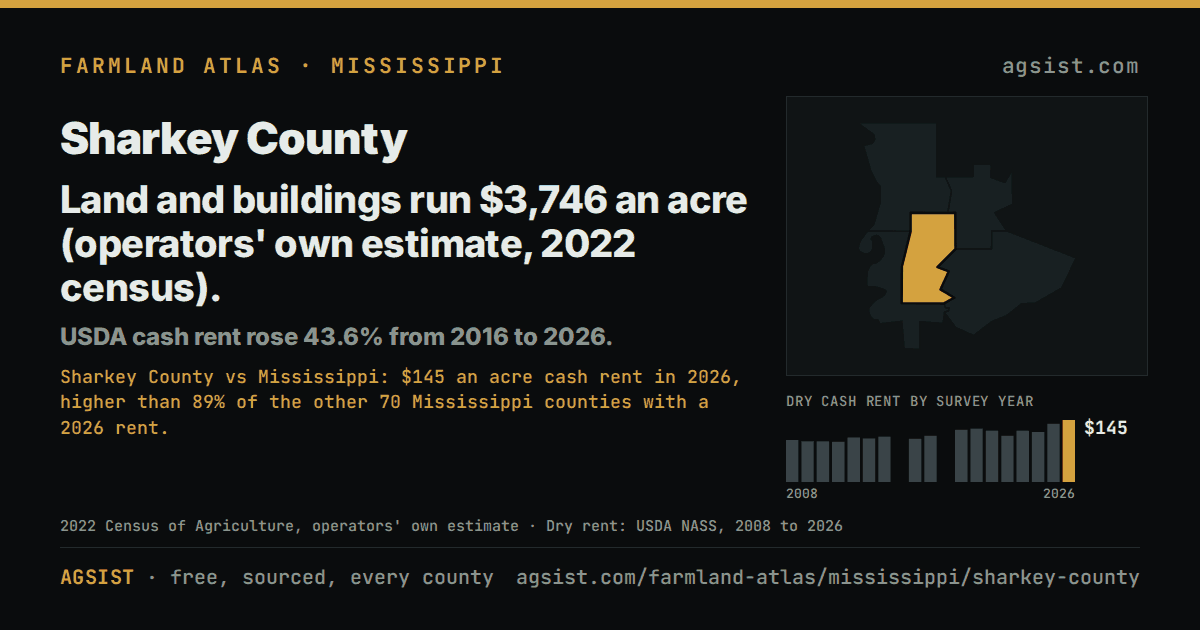 FARMLAND ATLAS · MISSISSIPPI
agsist.com
Sharkey County
Land and buildings run $3,746 an acre
(operators' own estimate, 2022
census).
USDA cash rent rose 43.6% from 2016 to 2026.
Sharkey County vs Mississippi: $145 an acre cash rent in 2026,
higher than 89% of the other 70 Mississippi counties with a
2026 rent.
DRY CASH RENT BY SURVEY YEAR
$145
2008
2026
2022 Census of Agriculture, operators' own estimate · Dry rent: USDA NASS, 2008 to 2026
AGSIST · free, sourced, every county
agsist.com/farmland-atlas/mississippi/sharkey-county